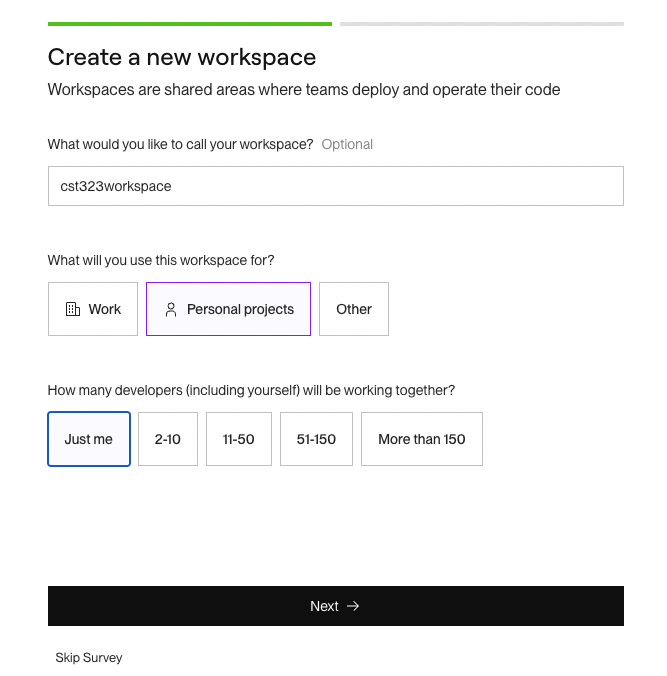 Create a new workspace
Workspaces are shared areas where teams deploy and operate their code
What would you like to call your workspace? Optional
cst323workspace
What will you use this workspace for?
Work Personal projects Other
How many developers (including yourself) will be working together?
Just me 2-10 11-50 51-150 More than 150
Next →
Skip Survey